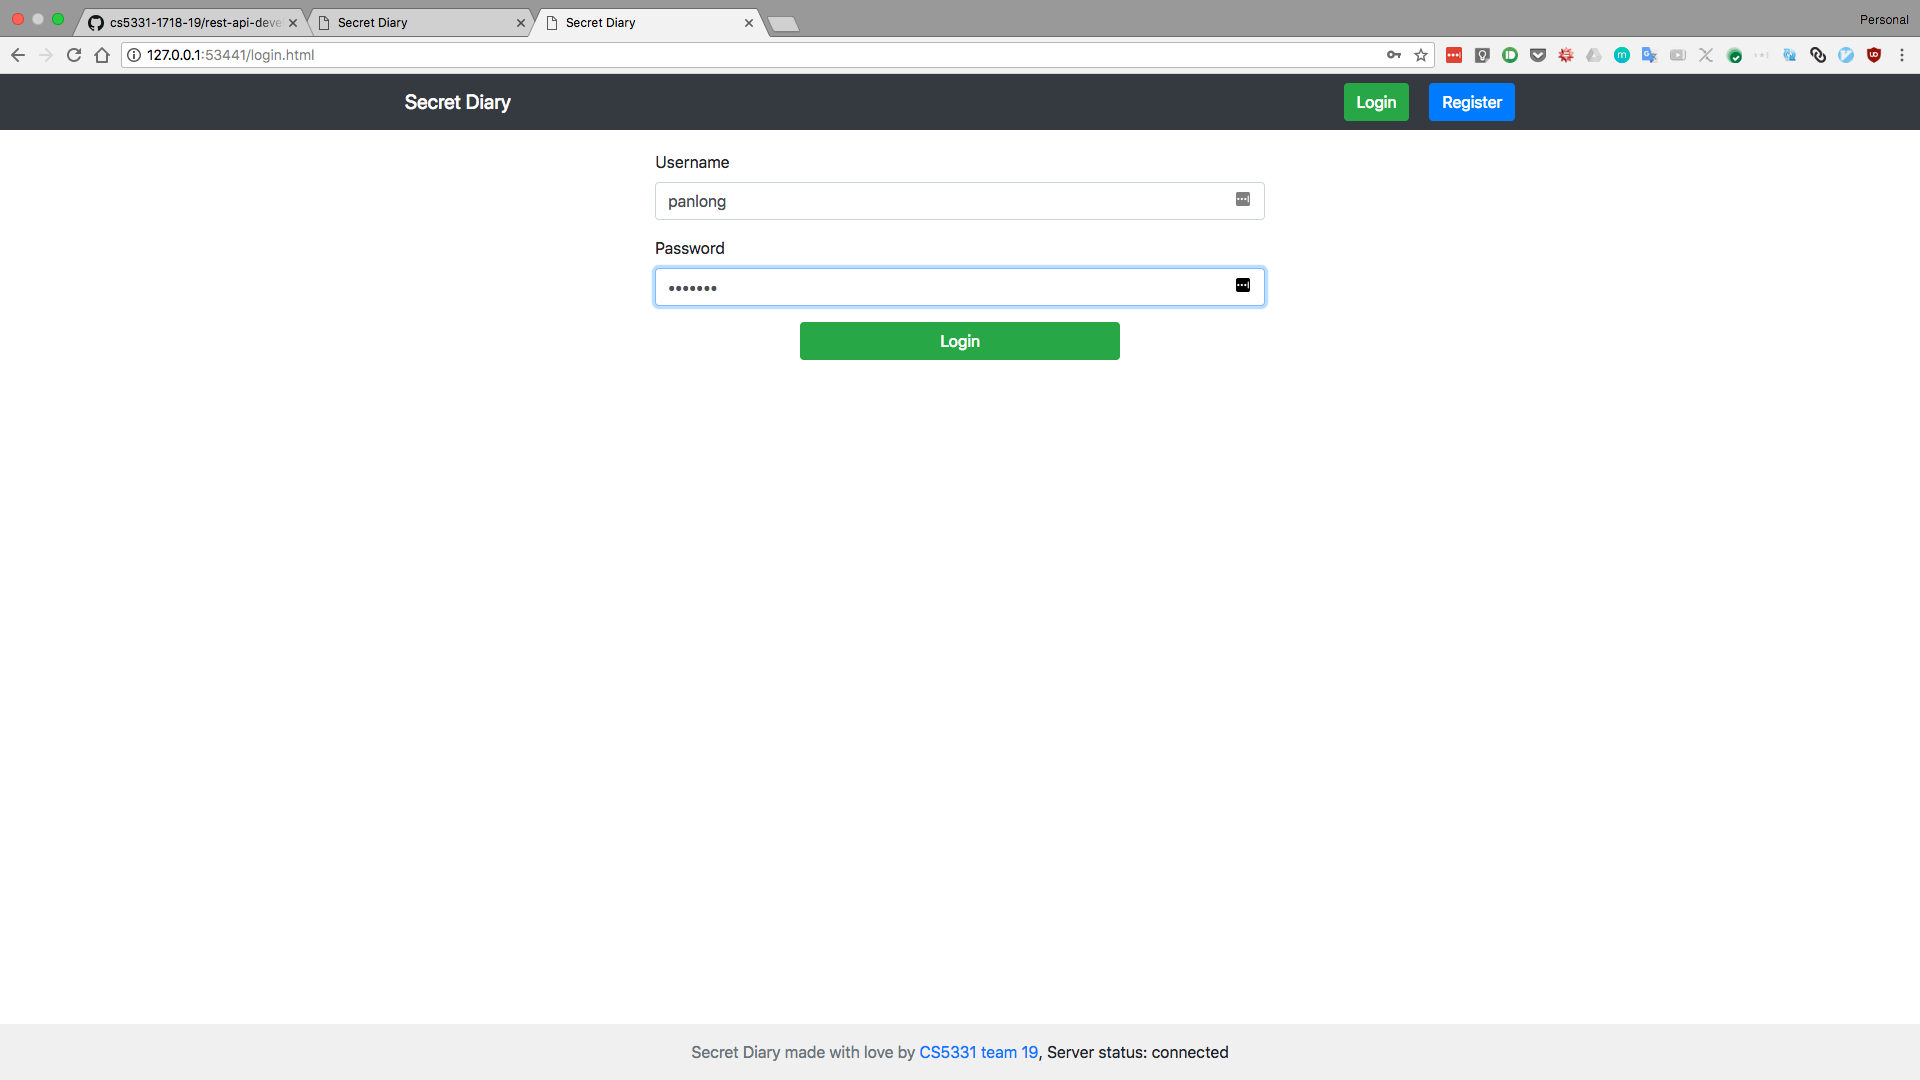 cs5331-1718-19/rest-api-deve
Secret Diary
Secret Diary
Personal
127.0.0.1:53441/login.html
Secret Diary
Login
Register
Username
panlong
Password
•••••••
Login
Secret Diary made with love by CS5331 team 19, Server status: connected